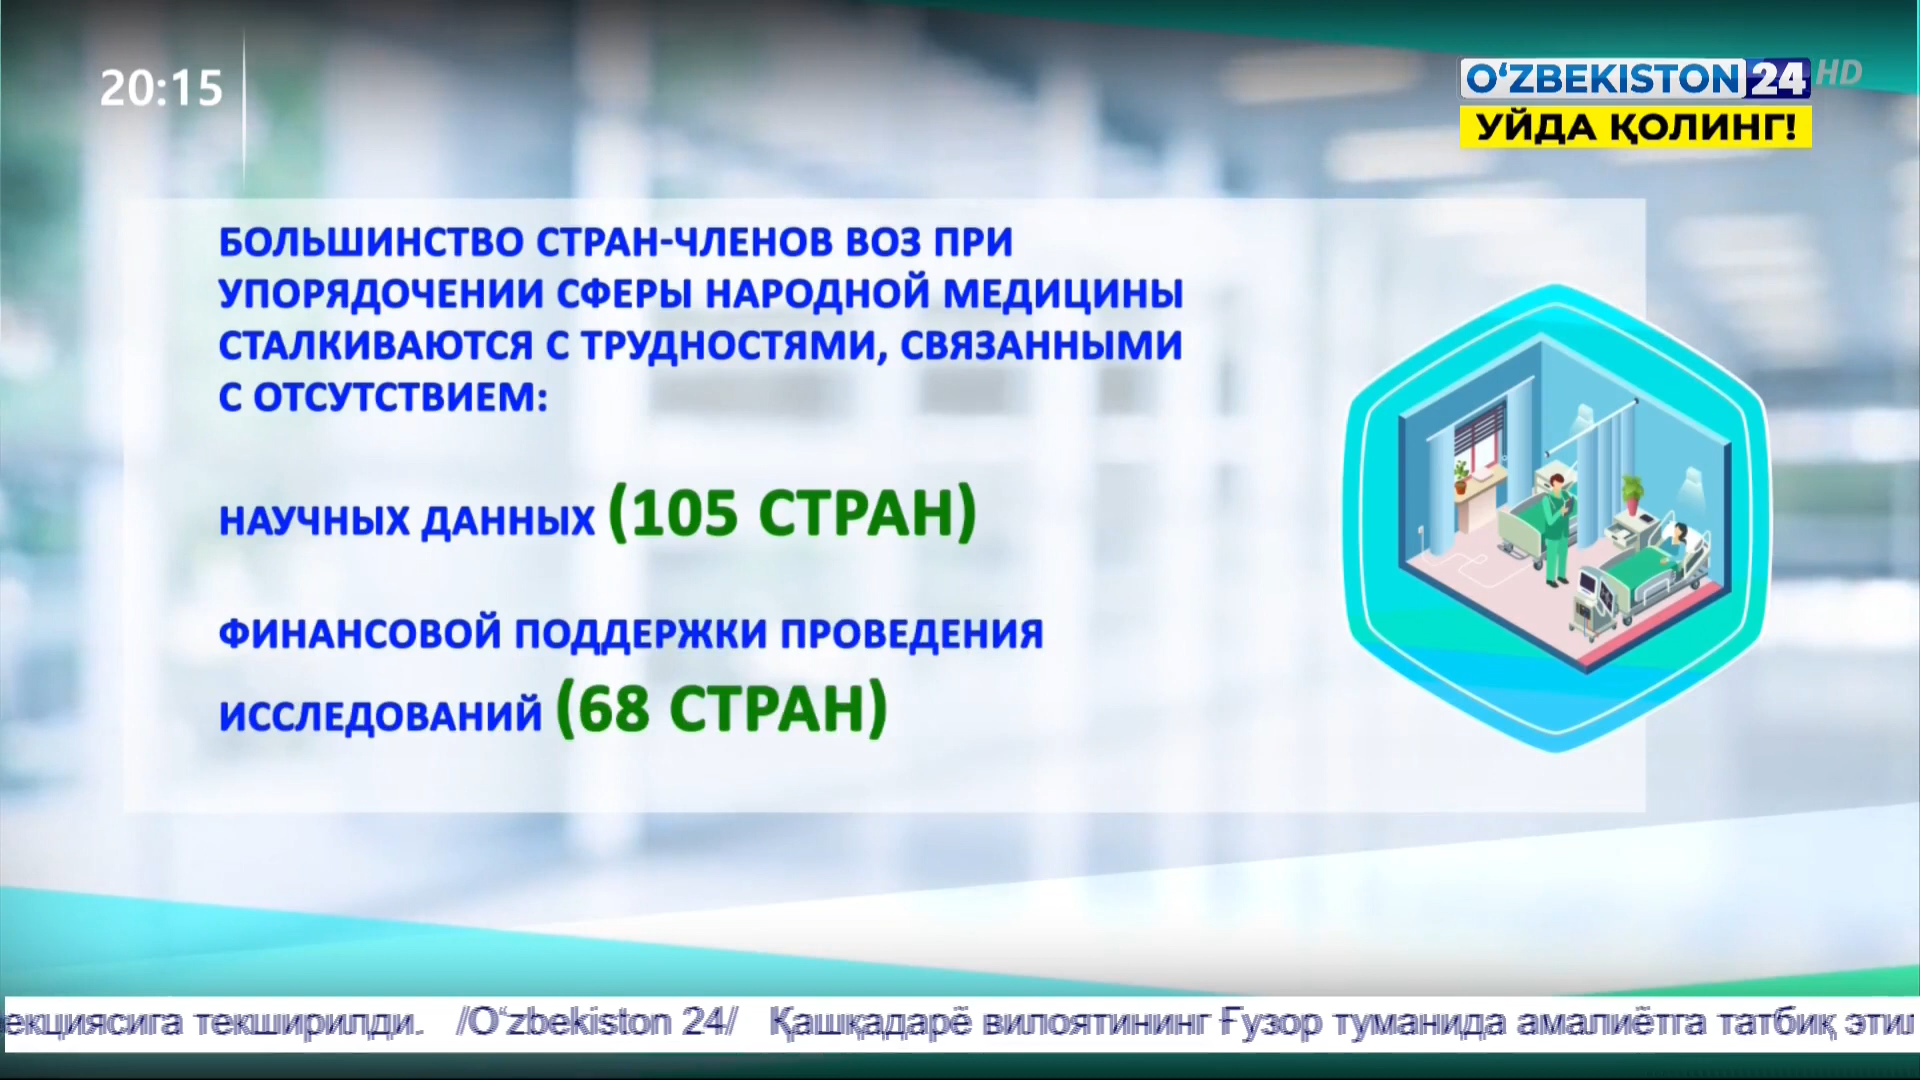 20:15
O‘ZBEKISTON 24 HD
УЙДА ҚОЛИНГ!
БОЛЬШИНСТВО СТРАН-ЧЛЕНОВ ВОЗ ПРИ
УПОРЯДОЧЕНИИ СФЕРЫ НАРОДНОЙ МЕДИЦИНЫ
СТАЛКИВАЮТСЯ С ТРУДНОСТЯМИ, СВЯЗАННЫМИ
С ОТСУТСТВИЕМ:
НАУЧНЫХ ДАННЫХ (105 СТРАН)
ФИНАНСОВОЙ ПОДДЕРЖКИ ПРОВЕДЕНИЯ
ИССЛЕДОВАНИЙ (68 СТРАН)
екциясига текширилди. /O‘zbekiston 24/ Қашқадарё вилоятининг Ғузор туманида амалиётга татбиқ этил